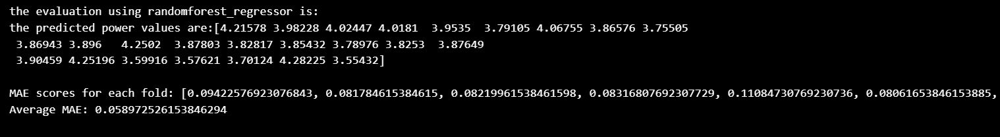 the evaluation using randomforest_regressor is:
the predicted power values are:[4.21578 3.98228 4.02447 4.0181  3.9535  3.79105 4.06755 3.86576 3.75505
 3.86943 3.896   4.2502  3.87803 3.82817 3.85432 3.78976 3.8253  3.87649
 3.90459 4.25196 3.59916 3.57621 3.70124 4.28225 3.55432]
MAE scores for each fold: [0.09422576923076843, 0.081784615384615, 0.08219961538461598, 0.08316807692307729, 0.11084730769230736, 0.08061653846153885,
Average MAE: 0.058972526153846294